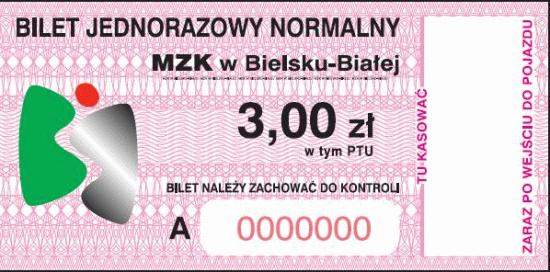 BILET JEDNORAZOWY NORMALNY
MZK w Bielsku-Białej
3,00 zł
w tym PTU
BILET NALEŻY ZACHOWAĆ DO KONTROLI
A 0000000
TU KASOWAĆ
ZARAZ PO WEJŚCIU DO POJAZDU